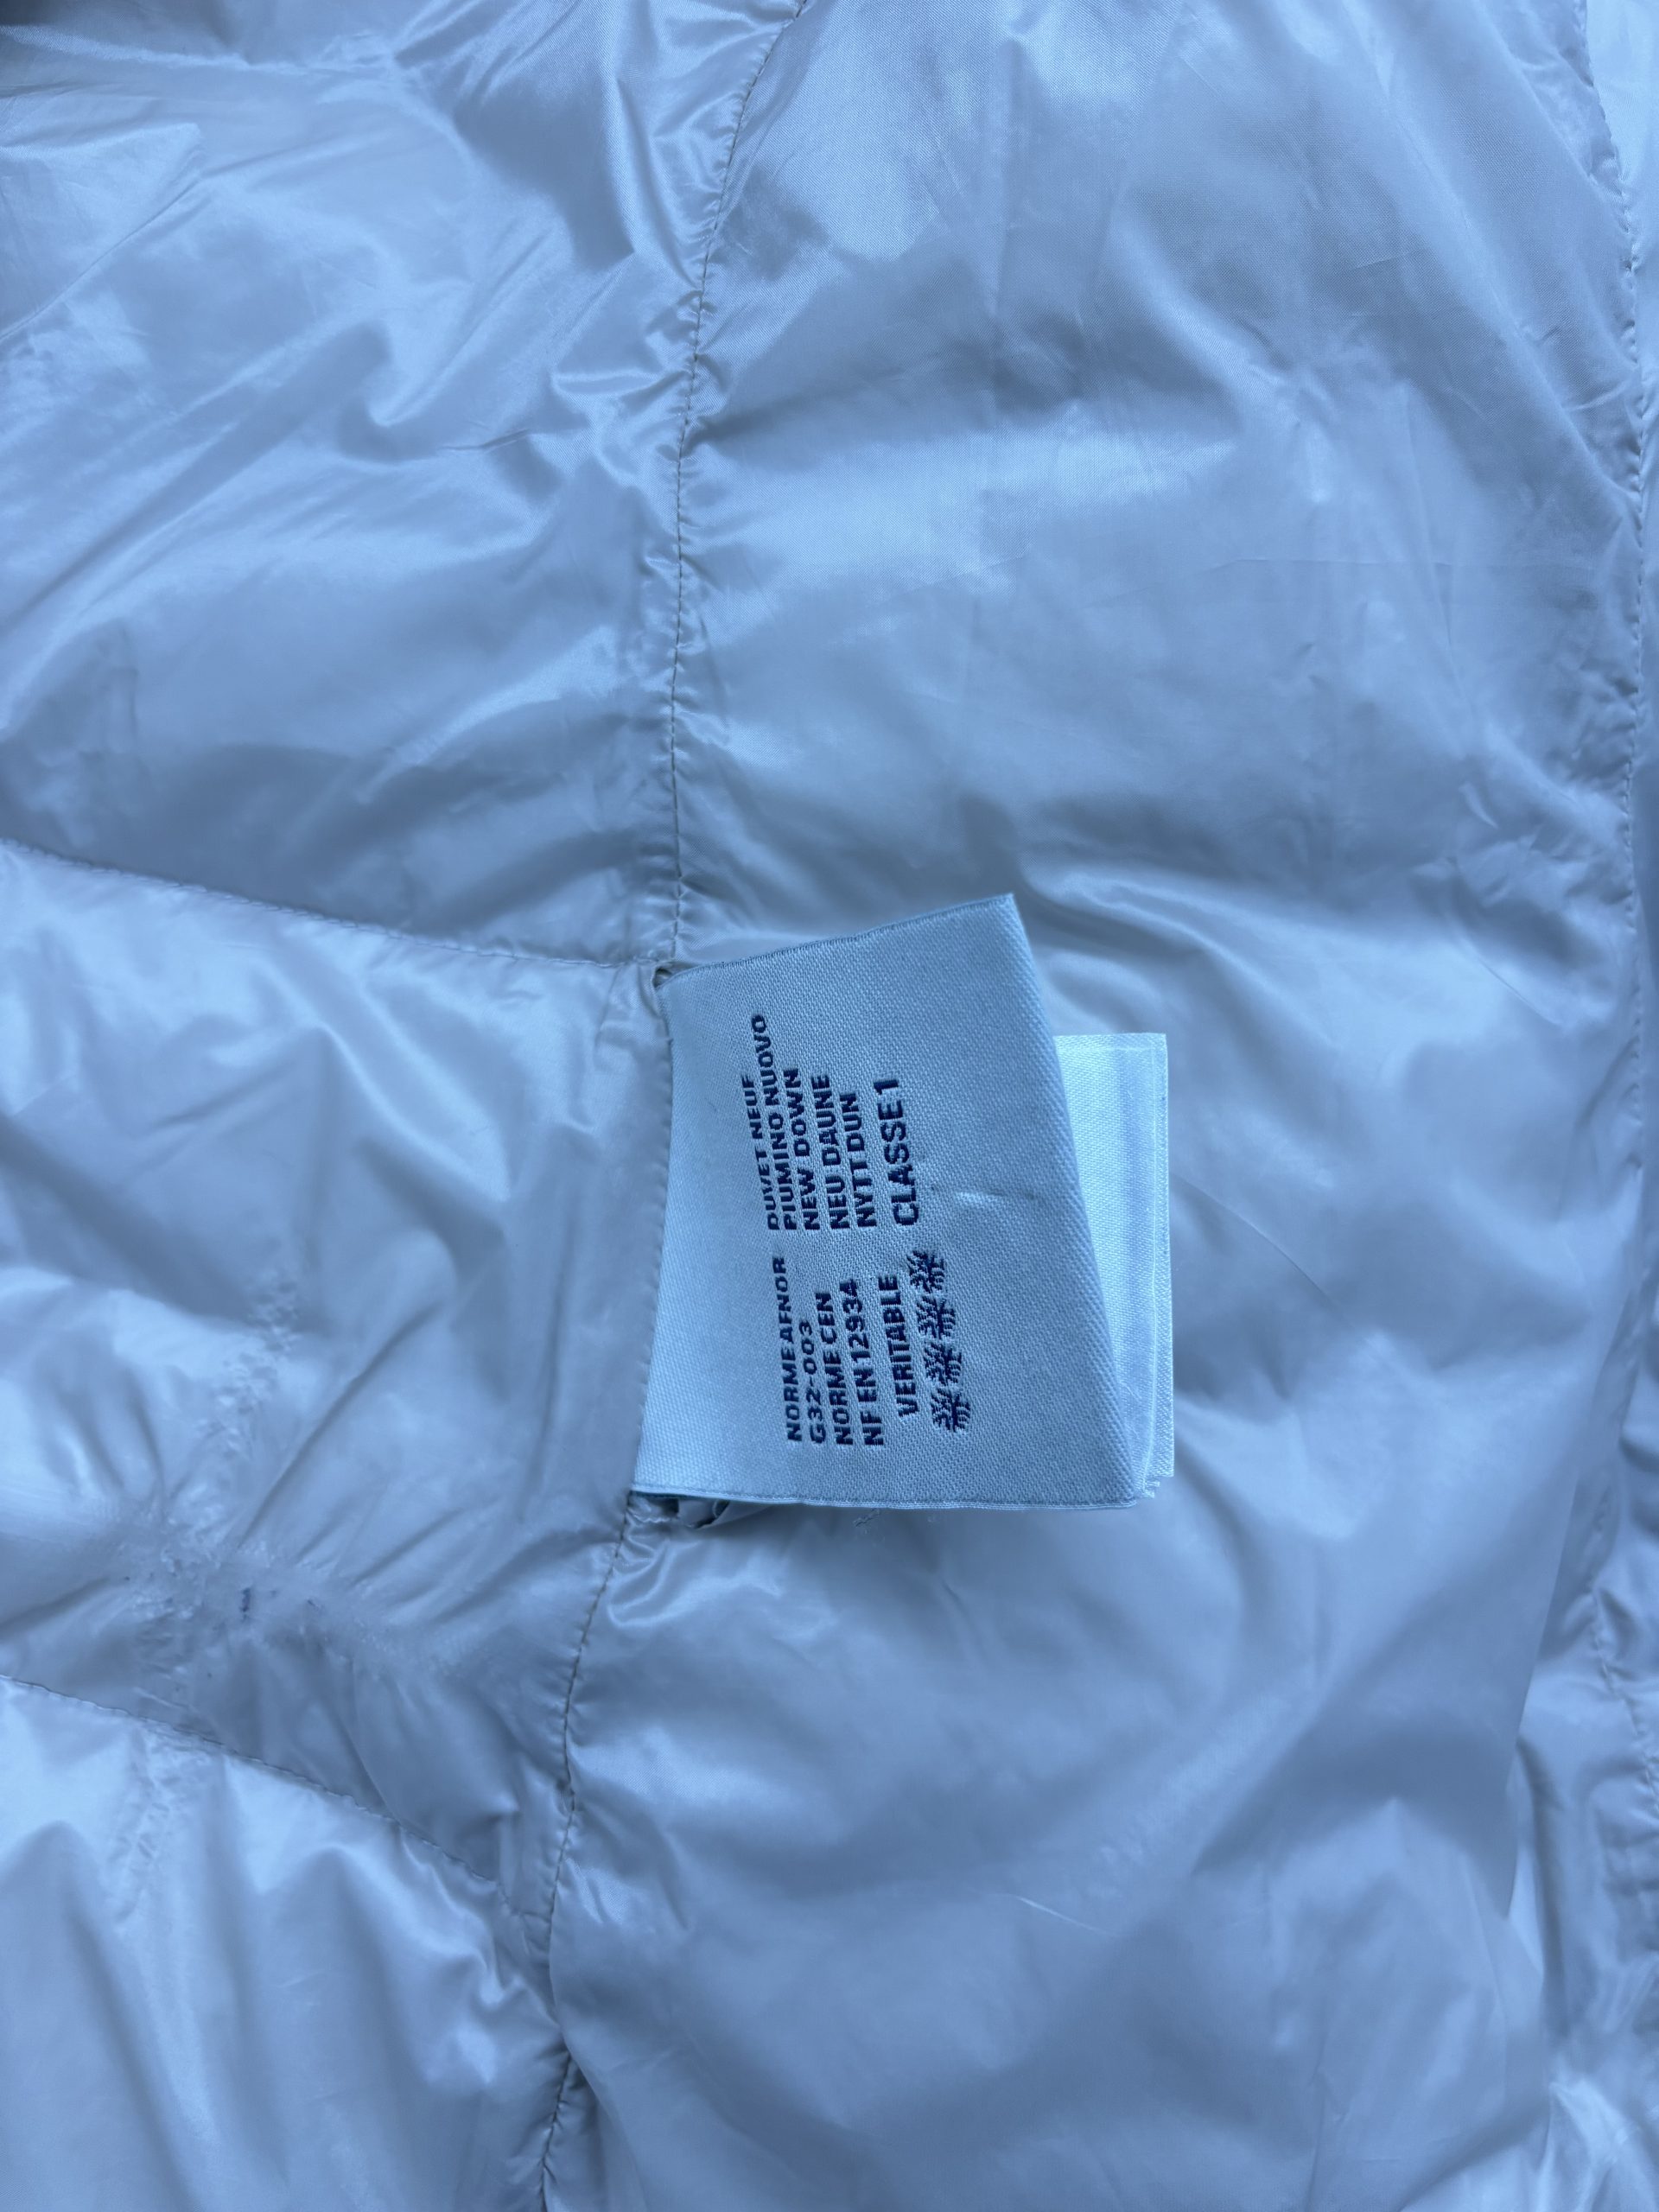 DUVET NEUF
PIUMINO NUOVO
NEW DOWN
NEU DAUNE
NYTT DUN
CLASSE 1
NORME AFNOR
G32-003
NORME CEN
NF EN 12934
VERITABLE